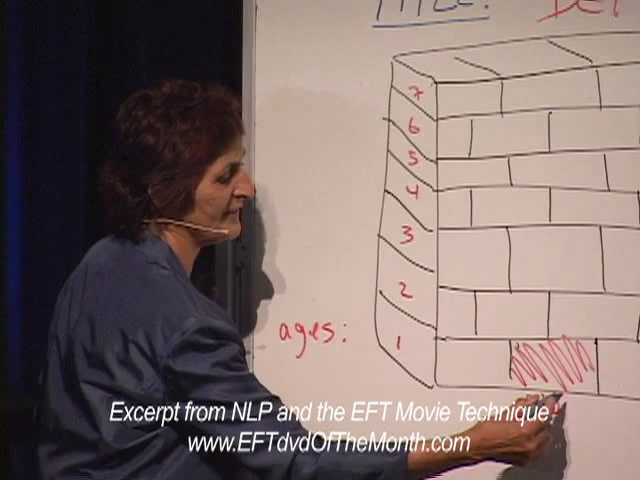 TITLE:
7
6
5
4
3
2
ages: 1
Excerpt from NLP and the EFT Movie Technique
www.EFTdvdOfTheMonth.com